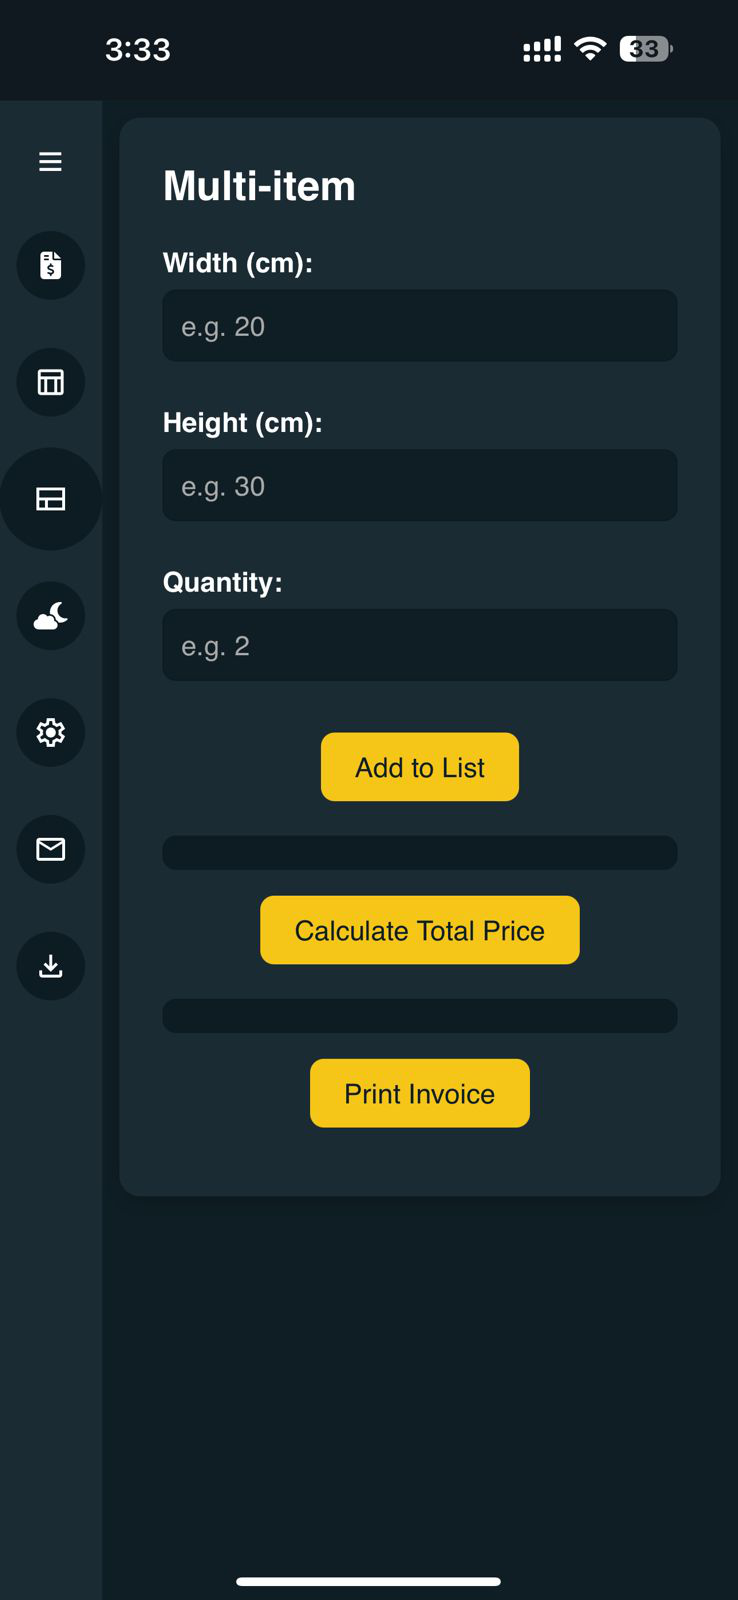 3:33
33
Multi-item
Width (cm):
e.g. 20
Height (cm):
e.g. 30
Quantity:
e.g. 2
Add to List
Calculate Total Price
Print Invoice